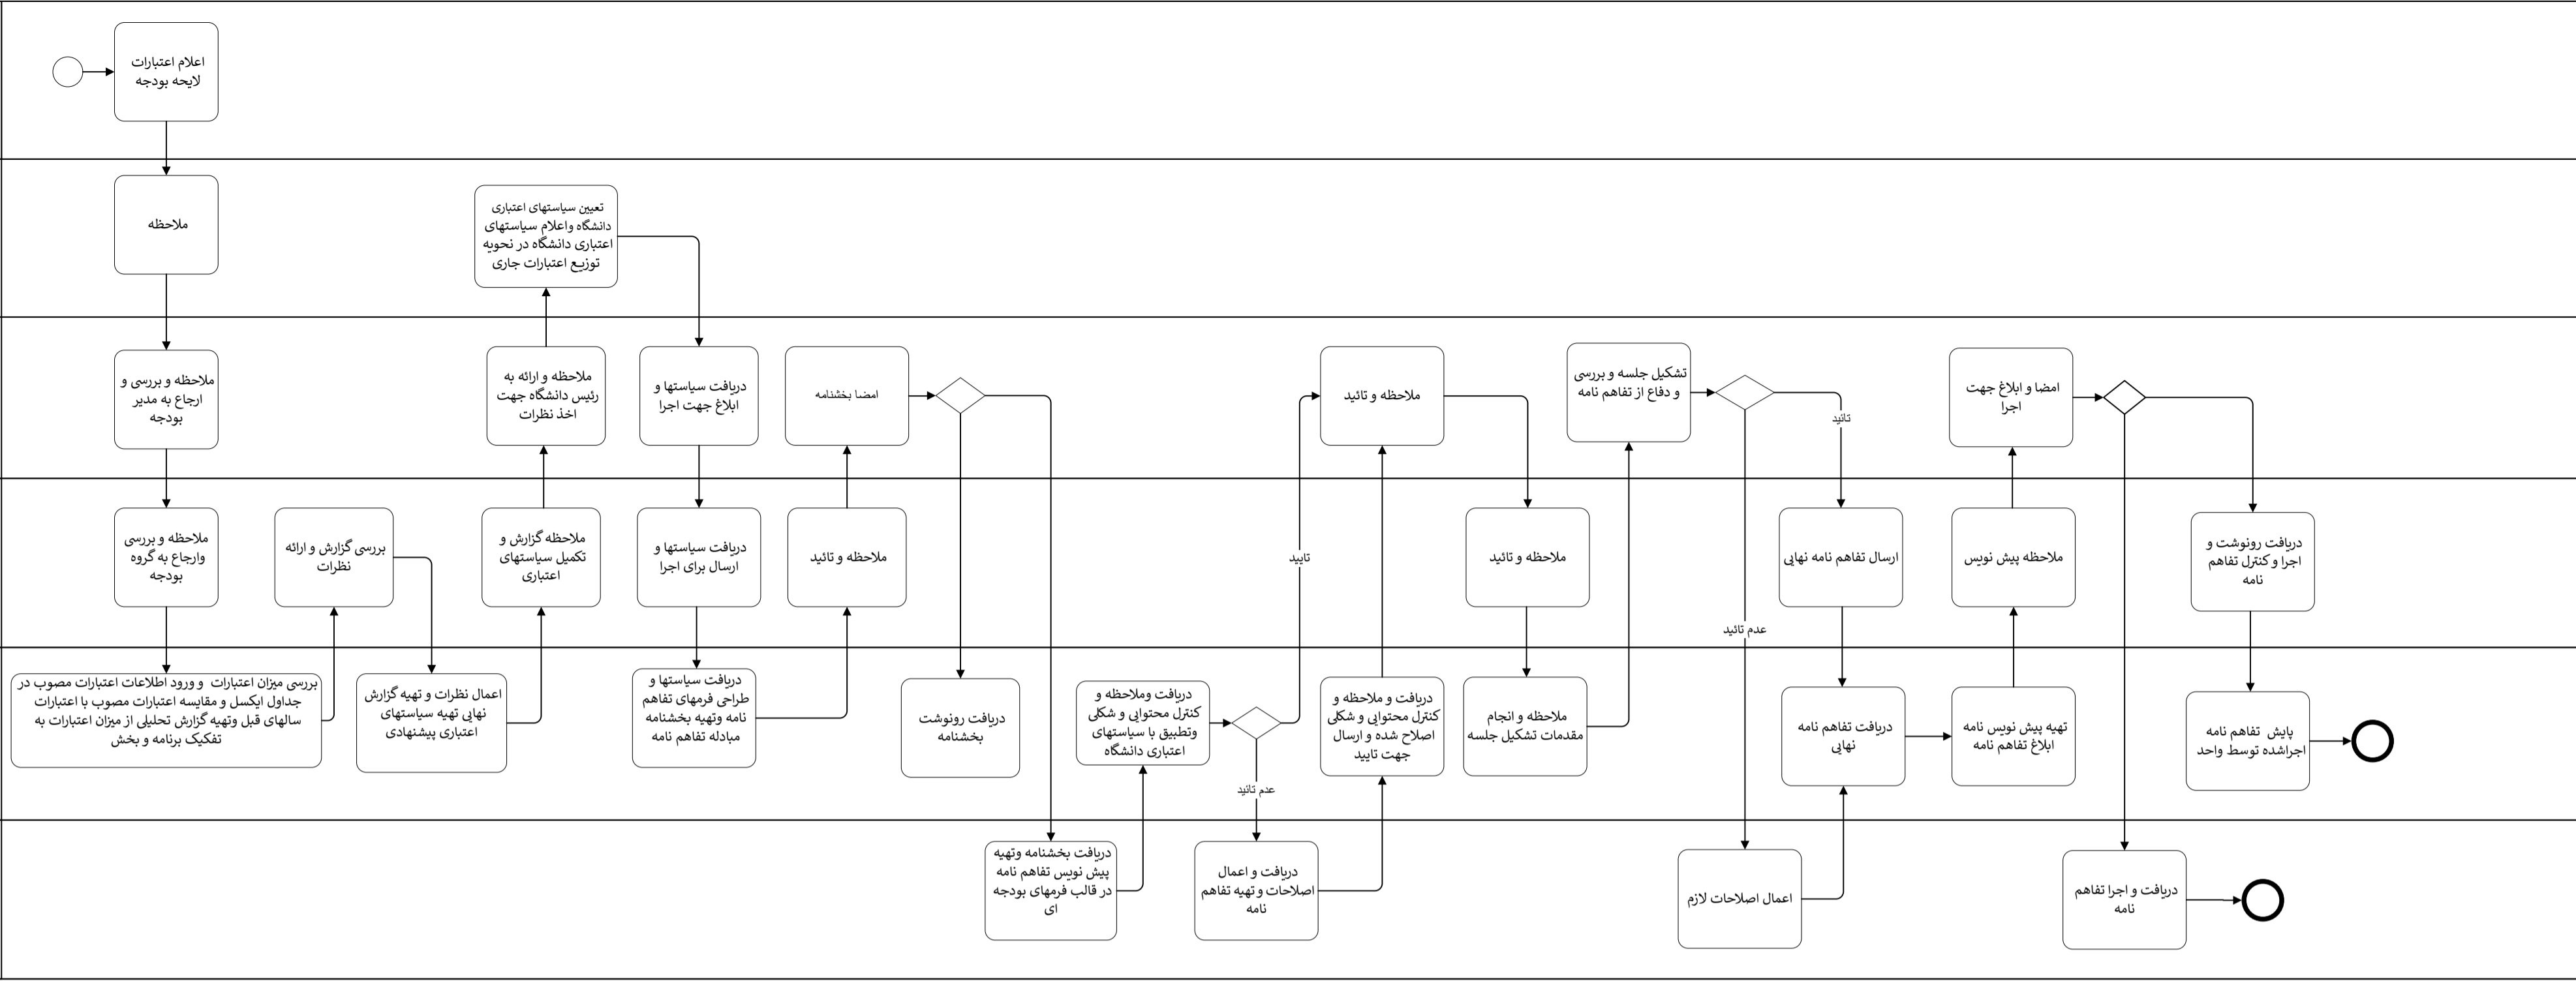 اعلام اعتبارات
لایحه بودجه
ملاحظه
ملاحظه و بررسی و
ارجاع به مدیر
بودجه
ملاحظه و بررسی
وارجاع به گروه
بودجه
بررسی میزان اعتبارات و ورود اطلاعات اعتبارات مصوب در
جداول ایکسل و مقایسه اعتبارات مصوب با اعتبارات
سالهای قبل وتهیه گزارش تحلیلی از میزان اعتبارات به
تفکیک برنامه و بخش
بررسی گزارش و ارائه
نظرات
اعمال نظرات و تهیه گزارش
نهایی تهیه سیاستهای
اعتباری پیشنهادی
ملاحظه گزارش و
تکمیل سیاستهای
اعتباری
ملاحظه و ارائه به
رئیس دانشگاه جهت
اخذ نظرات
تعیین سیاستهای اعتباری
دانشگاه واعلام سیاستهای
اعتباری دانشگاه در نحویه
توزیع اعتبارات جاری
دریافت سیاستها و
ابلاغ جهت اجرا
دریافت سیاستها و
ارسال برای اجرا
دریافت سیاستها و
طراحی فرمهای تفاهم
نامه وتهیه بخشنامه
مبادله تفاهم نامه
ملاحظه و تائید
امضا بخشنامه
دریافت رونوشت
بخشنامه
دریافت بخشنامه وتهیه
پیش نویس تفاهم نامه
در قالب فرمهای بودجه
ای
دریافت وملاحظه و
کنترل محتوایی و شکلی
وتطبیق با سیاستهای
اعتباری دانشگاه
تایید
عدم تائید
دریافت و اعمال
اصلاحات و تهیه تفاهم
نامه
دریافت و ملاحظه و
کنترل محتوایی و شکلی
اصلاح شده و ارسال
جهت تایید
ملاحظه و تائید
ملاحظه و تائید
ملاحظه و انجام
مقدمات تشکیل جلسه
تشکیل جلسه و بررسی
و دفاع از تفاهم نامه
تائید
عدم تائید
اعمال اصلاحات لازم
ارسال تفاهم نامه نهایی
دریافت تفاهم نامه
نهایی
تهیه پیش نویس نامه
ابلاغ تفاهم نامه
ملاحظه پیش نویس
امضا و ابلاغ جهت
اجرا
دریافت و اجرا تفاهم
نامه
دریافت رونوشت و
اجرا و کنترل تفاهم
نامه
پایش تفاهم نامه
اجراشده توسط واحد